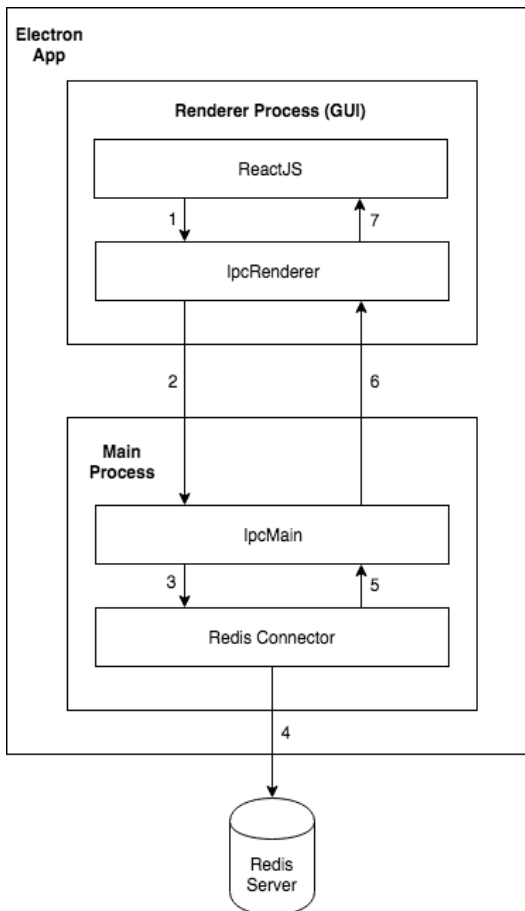 Electron
App
Renderer Process (GUI)
ReactJS
1
7
IpcRenderer
2
6
Main
Process
IpcMain
3
5
Redis Connector
4
Redis
Server